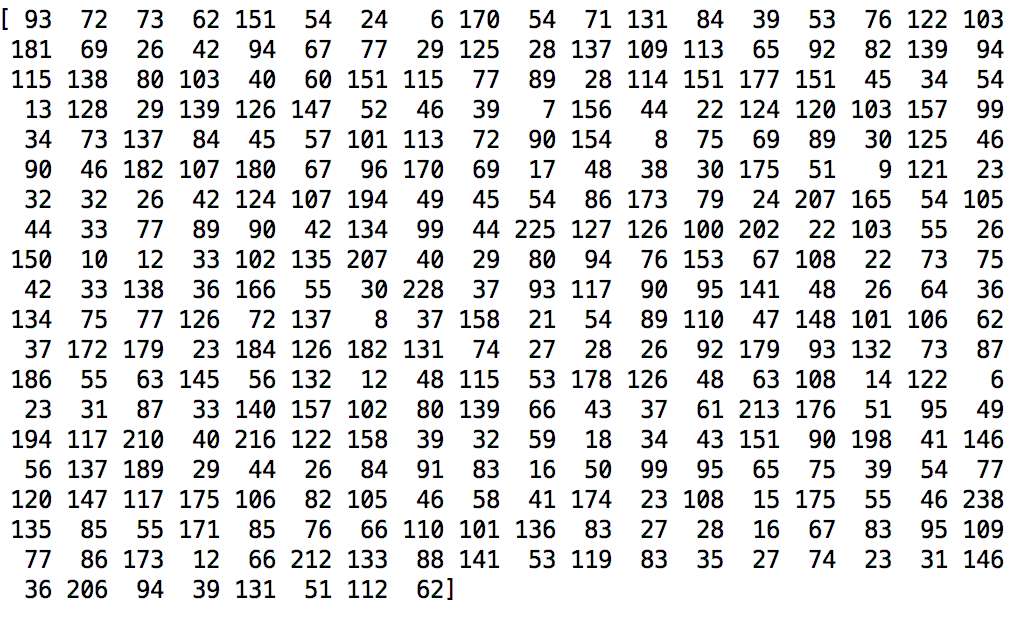 [ 93 72 73 62 151 54 24 6 170 54 71 131 84 39 53 76 122 103
181 69 26 42 94 67 77 29 125 28 137 109 113 65 92 82 139 94
115 138 80 103 40 60 151 115 77 89 28 114 151 177 151 45 34 54
13 128 29 139 126 147 52 46 39 7 156 44 22 124 120 103 157 99
34 73 137 84 45 57 101 113 72 90 154 8 75 69 89 30 125 46
90 46 182 107 180 67 96 170 69 17 48 38 30 175 51 9 121 23
32 32 26 42 124 107 194 49 45 54 86 173 79 24 207 165 54 105
44 33 77 89 90 42 134 99 44 225 127 126 100 202 22 103 55 26
150 10 12 33 102 135 207 40 29 80 94 76 153 67 108 22 73 75
42 33 138 36 166 55 30 228 37 93 117 90 95 141 48 26 64 36
134 75 77 126 72 137 8 37 158 21 54 89 110 47 148 101 106 62
37 172 179 23 184 126 182 131 74 27 28 26 92 179 93 132 73 87
186 55 63 145 56 132 12 48 115 53 178 126 48 63 108 14 122 6
23 31 87 33 140 157 102 80 139 66 43 37 61 213 176 51 95 49
194 117 210 40 216 122 158 39 32 59 18 34 43 151 90 198 41 146
56 137 189 29 44 26 84 91 83 16 50 99 95 65 75 39 54 77
120 147 117 175 106 82 105 46 58 41 174 23 108 15 175 55 46 238
135 85 55 171 85 76 66 110 101 136 83 27 28 16 67 83 95 109
77 86 173 12 66 212 133 88 141 53 119 83 35 27 74 23 31 146
36 206 94 39 131 51 112 62]